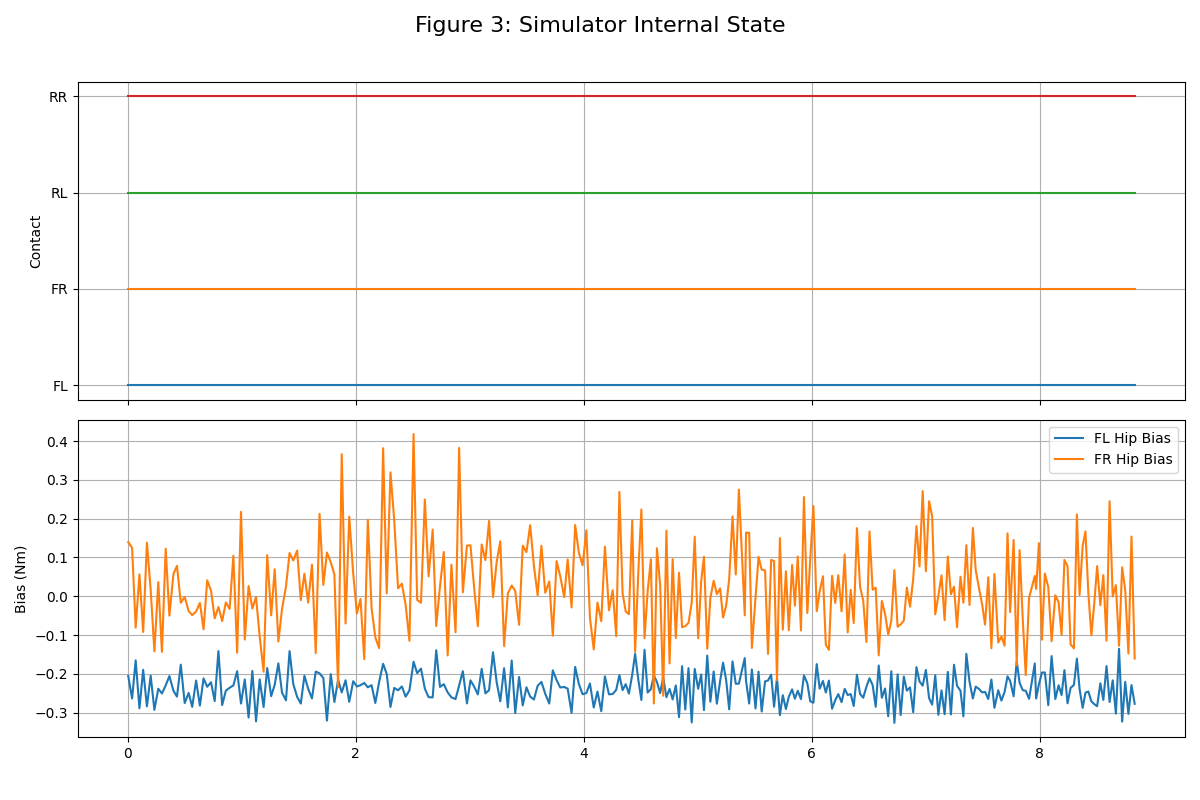 Figure 3: Simulator Internal State
Contact
RR
RL
FR
FL
Bias (Nm)
0.4
0.3
0.2
0.1
0.0
−0.1
−0.2
−0.3
FL Hip Bias
FR Hip Bias
0
2
4
6
8